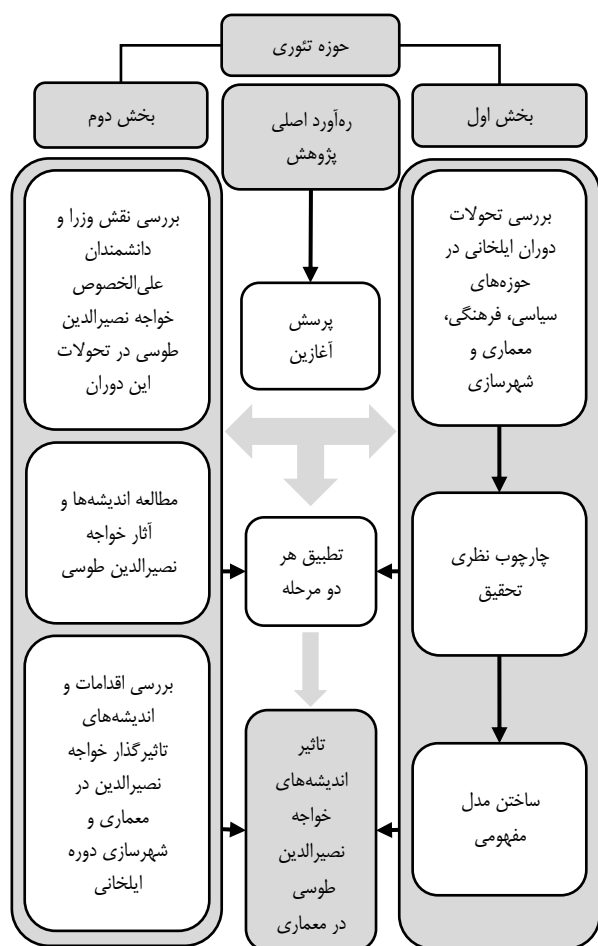 حوزه تئوری
بخش اول
ره‌آورد اصلی
پژوهش
بخش دوم
بررسی تحولات
دوران ایلخانی در
حوزه‌های
سیاسی، فرهنگی،
معماری و
شهرسازی
چارچوب نظری
تحقیق
ساختن مدل
مفهومی
پرسش
آغازین
تطبیق هر
دو مرحله
تاثیر
اندیشه‌های
خواجه
نصیرالدین
طوسی
در معماری
بررسی نقش وزرا و
دانشمندان
علی‌الخصوص
خواجه نصیرالدین
طوسی در تحولات
این دوران
مطالعه اندیشه‌ها و
آثار خواجه
نصیرالدین طوسی
بررسی اقدامات و
اندیشه‌های
تاثیرگذار خواجه
نصیرالدین در
معماری و
شهرسازی دوره
ایلخانی